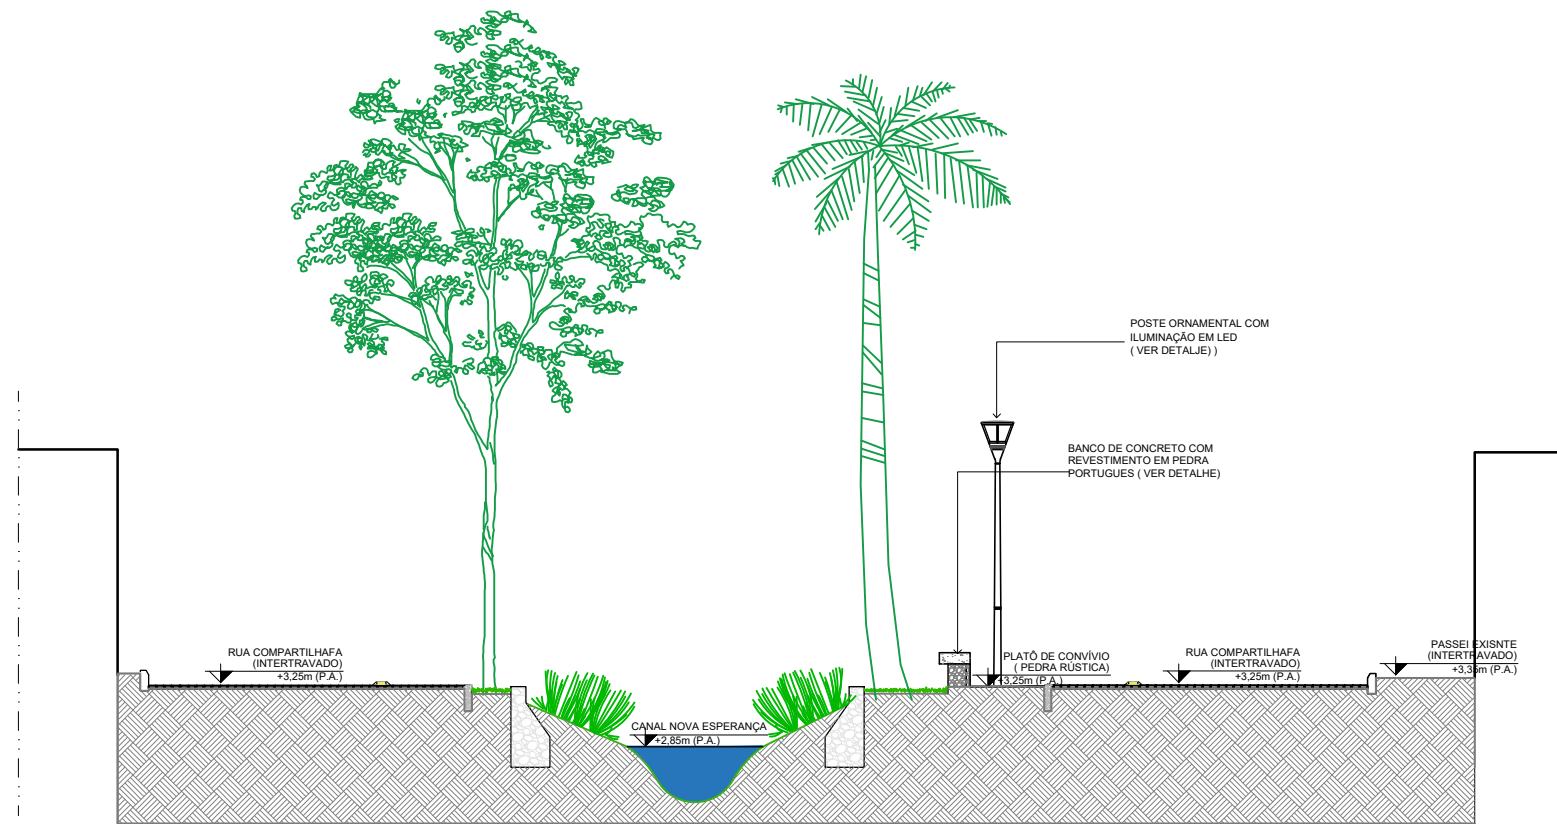 POSTE ORNAMENTAL COM
ILUMINAÇÃO EM LED
( VER DETALJE) )
BANCO DE CONCRETO COM
REVESTIMENTO EM PEDRA
PORTUGUES ( VER DETALHE)
RUA COMPARTILHAFA
(INTERTRAVADO)
+3,25m (P.A.)
CANAL NOVA ESPERANÇA
+2,85m (P.A.)
PLATÔ DE CONVÍVIO
( PEDRA RÚSTICA)
+3,25m (P.A.)
RUA COMPARTILHAFA
(INTERTRAVADO)
+3,25m (P.A.)
PASSEI EXISNTE
(INTERTRAVADO)
+3,35m (P.A.)